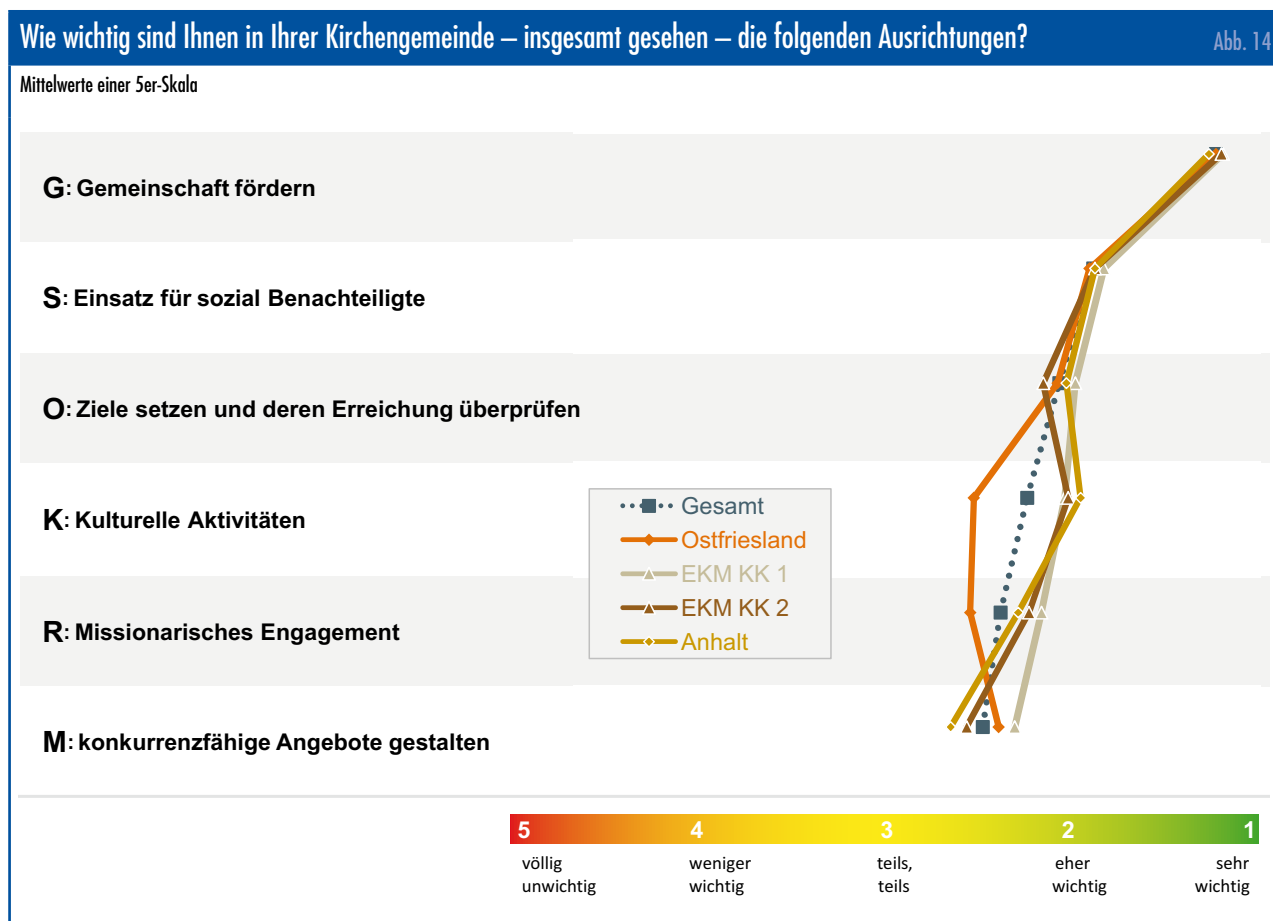 Wie wichtig sind Ihnen in Ihrer Kirchengemeinde – insgesamt gesehen – die folgenden Ausrichtungen?
Abb. 14
Mittelwerte einer 5er-Skala
G: Gemeinschaft fördern
S: Einsatz für sozial Benachteiligte
O: Ziele setzen und deren Erreichung überprüfen
K: Kulturelle Aktivitäten
R: Missionarisches Engagement
M: konkurrenzfähige Angebote gestalten
Gesamt
Ostfriesland
EKM KK 1
EKM KK 2
Anhalt
5 4 3 2 1
völlig unwichtig
weniger wichtig
teils, teils
eher wichtig
sehr wichtig